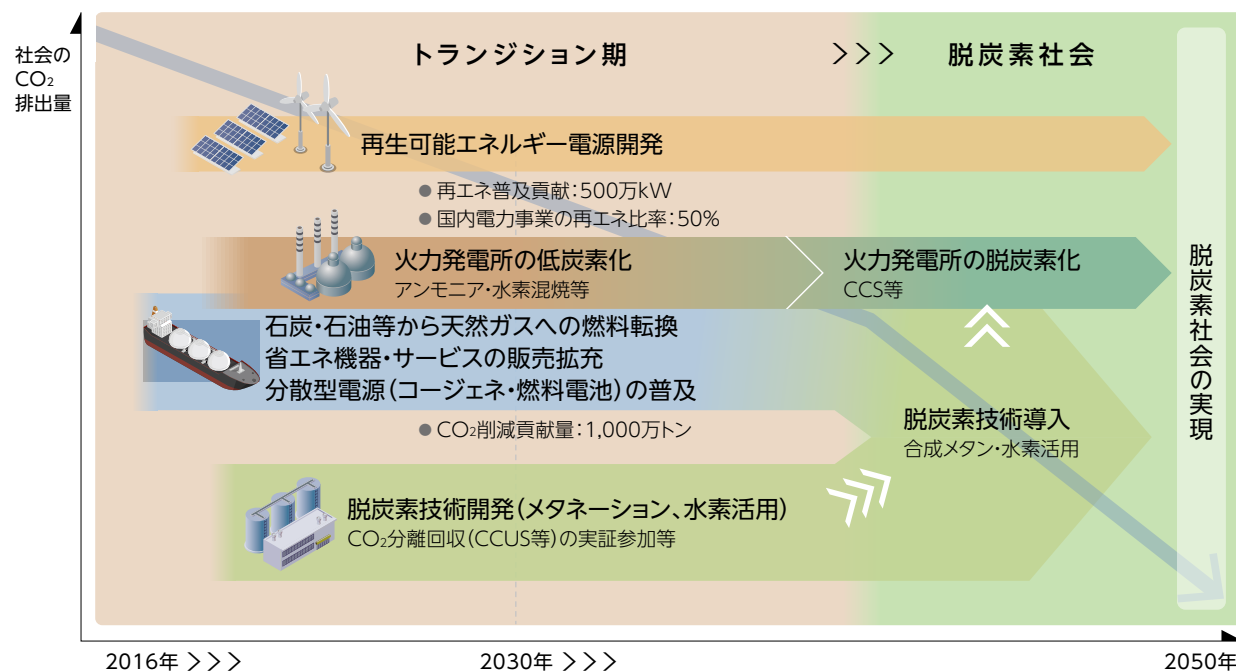 社会の
CO₂
排出量
トランジション期
>>>
脱炭素社会
再生可能エネルギー電源開発
● 再エネ普及貢献：500万kW
● 国内電力事業の再エネ比率：50%
火力発電所の低炭素化
アンモニア・水素混焼等
火力発電所の脱炭素化
CCS等
石炭・石油等から天然ガスへの燃料転換
省エネ機器・サービスの販売拡充
分散型電源（コージェネ・燃料電池）の普及
● CO₂削減貢献量：1,000万トン
脱炭素技術導入
合成メタン・水素活用
脱炭素技術開発（メタネーション、水素活用）
CO₂分離回収（CCUS等）の実証参加等
脱炭素社会の実現
2016年 >>>
2030年 >>>
2050年